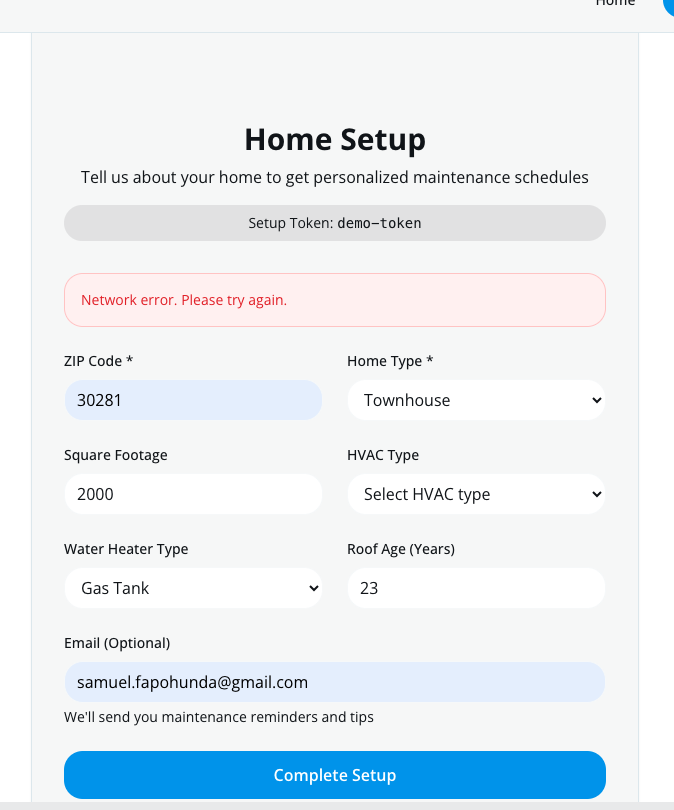 Home
Home Setup
Tell us about your home to get personalized maintenance schedules
Setup Token: demo-token
Network error. Please try again.
ZIP Code * Home Type *
30281 Townhouse
Square Footage HVAC Type
2000 Select HVAC type
Water Heater Type Roof Age (Years)
Gas Tank 23
Email (Optional)
samuel.fapohunda@gmail.com
We'll send you maintenance reminders and tips
Complete Setup